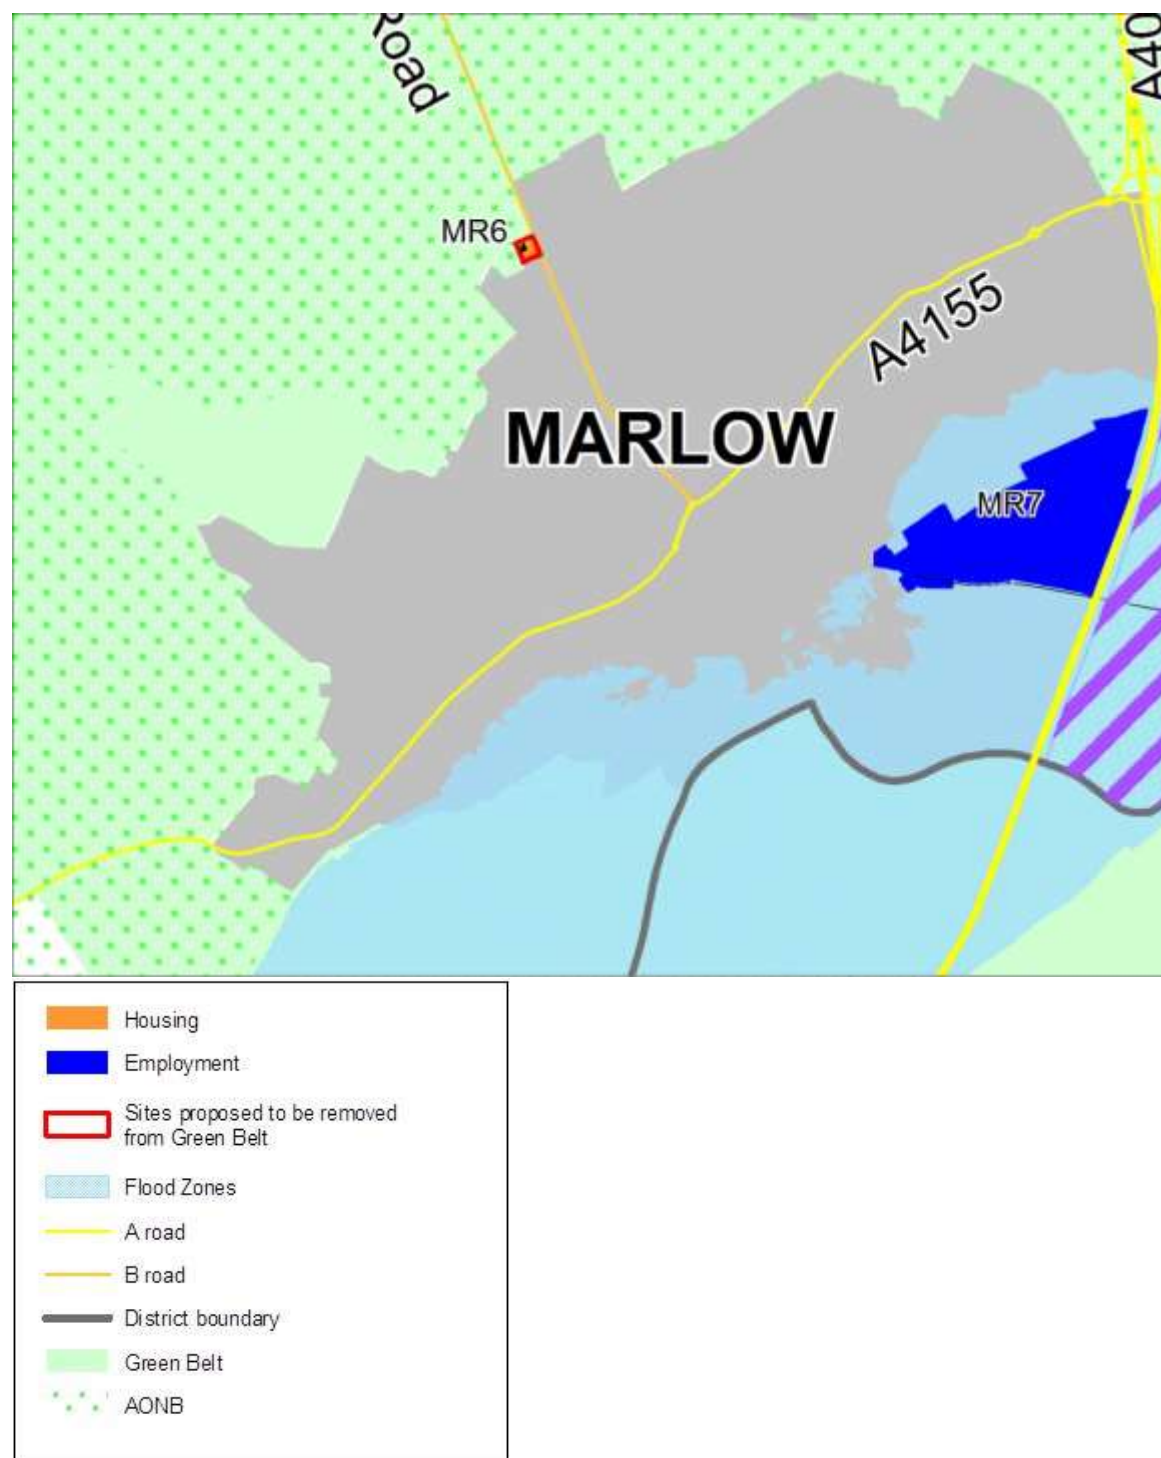 Road
A40
MR6
A4155
MARLOW
MR7
Housing
Employment
Sites proposed to be removed
from Green Belt
Flood Zones
A road
B road
District boundary
Green Belt
AONB